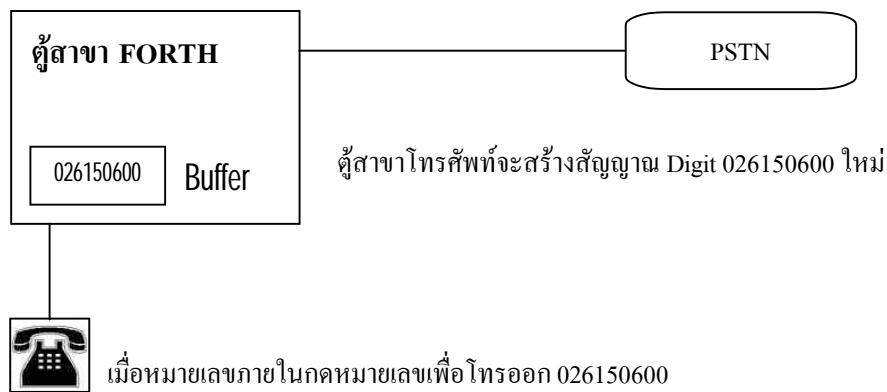 ตู้สาขา FORTH
PSTN
026150600
Buffer
ตู้สาขาโทรศัพท์จะสร้างสัญญาณ Digit 026150600 ใหม่
เมื่อหมายเลขภายในกดหมายเลขเพื่อโทรออก 026150600